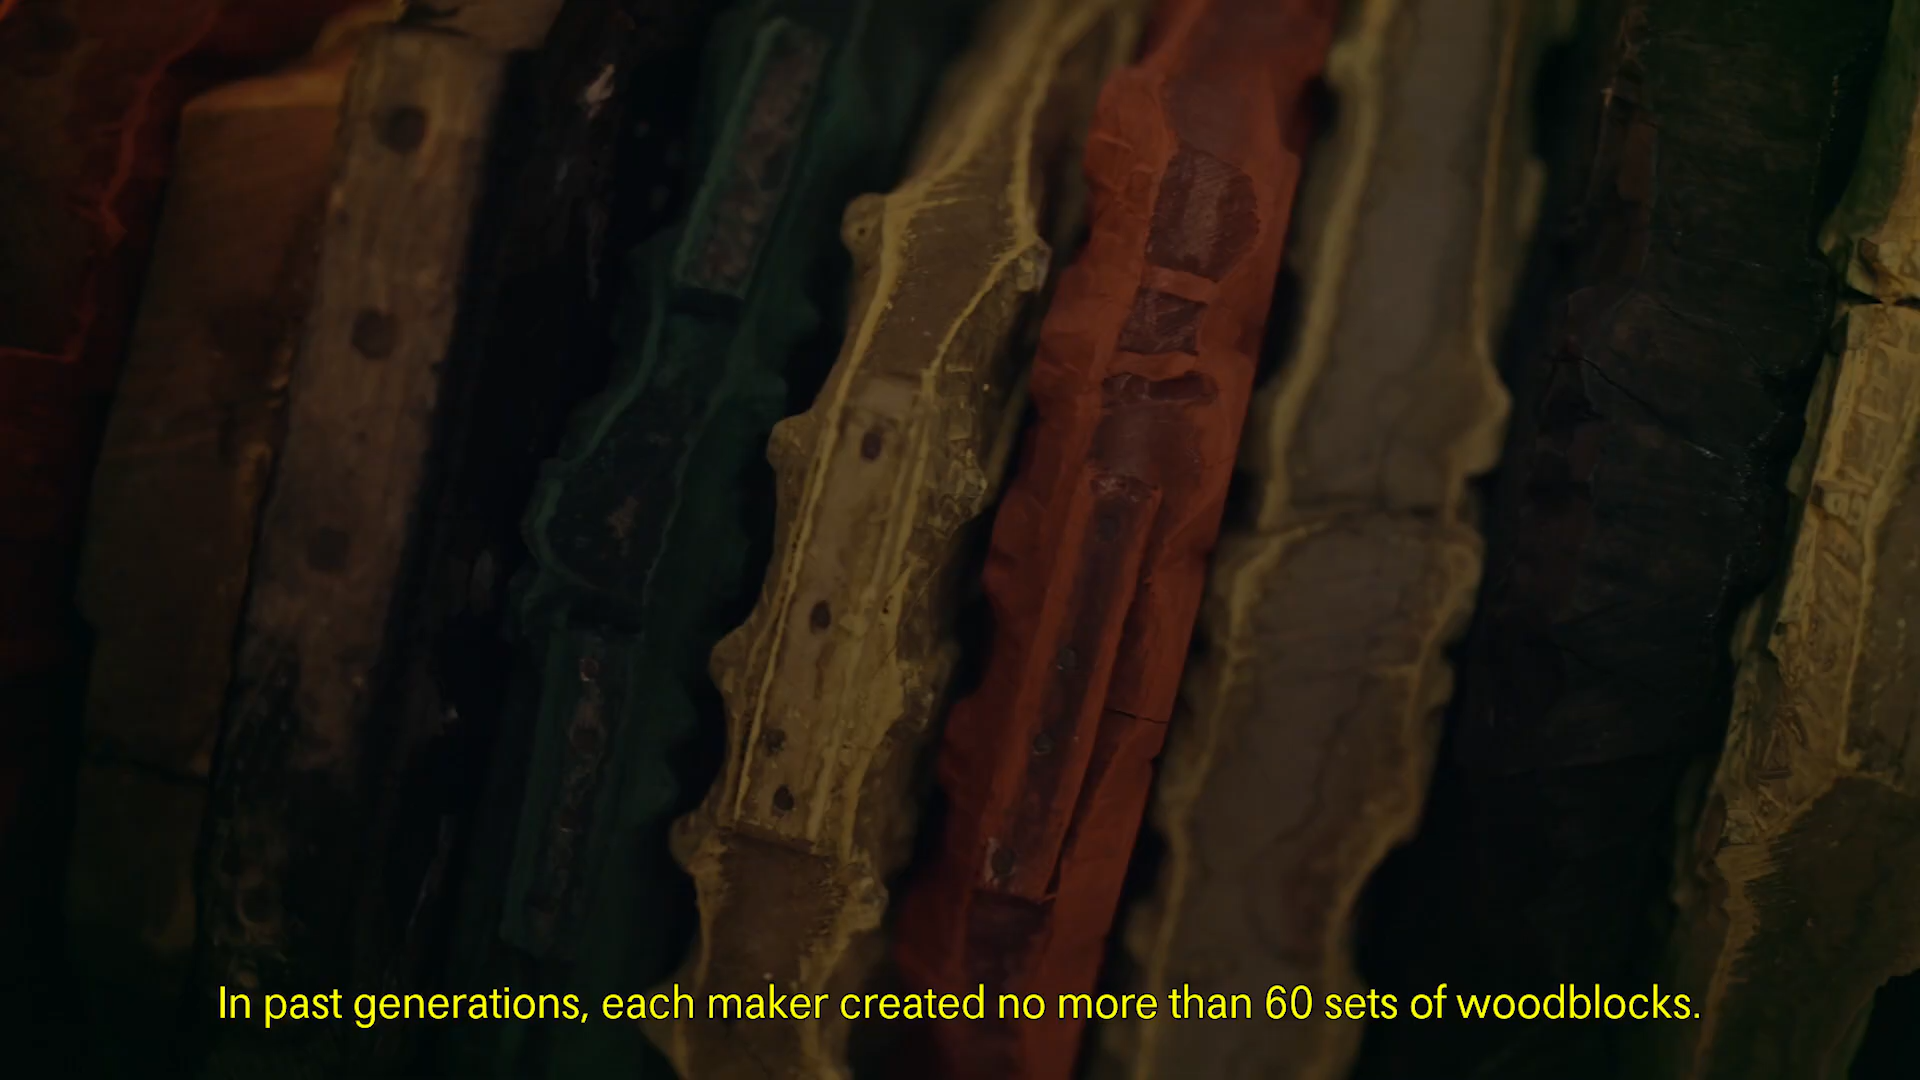 In past generations, each maker created no more than 60 sets of woodblocks.